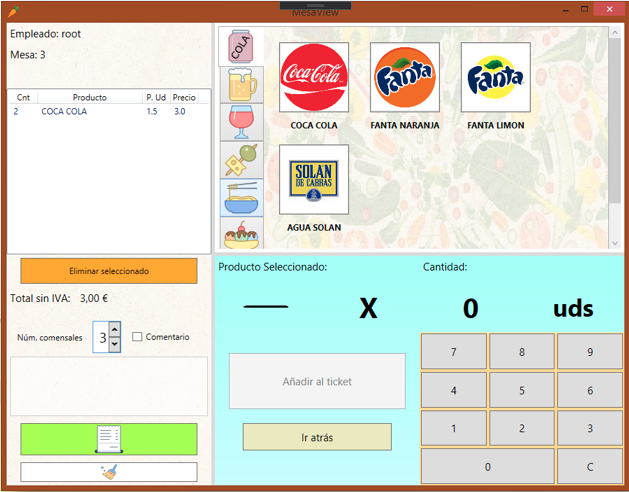 MesaView
Empleado: root
Mesa: 3
Cnt Producto P. Ud Precio
2 COCA COLA 1.5 3.0
Eliminar seleccionado
Total sin IVA: 3,00 €
Núm. comensales 3 Comentario
COLA
Coca-Cola
Fanta
Fanta
COCA COLA FANTA NARANJA FANTA LIMON
SOLAN
DE CABRAS
AGUA SOLAN
Producto Seleccionado: Cantidad:
X 0 uds
Añadir al ticket
Ir atrás
7 8 9
4 5 6
1 2 3
0 C